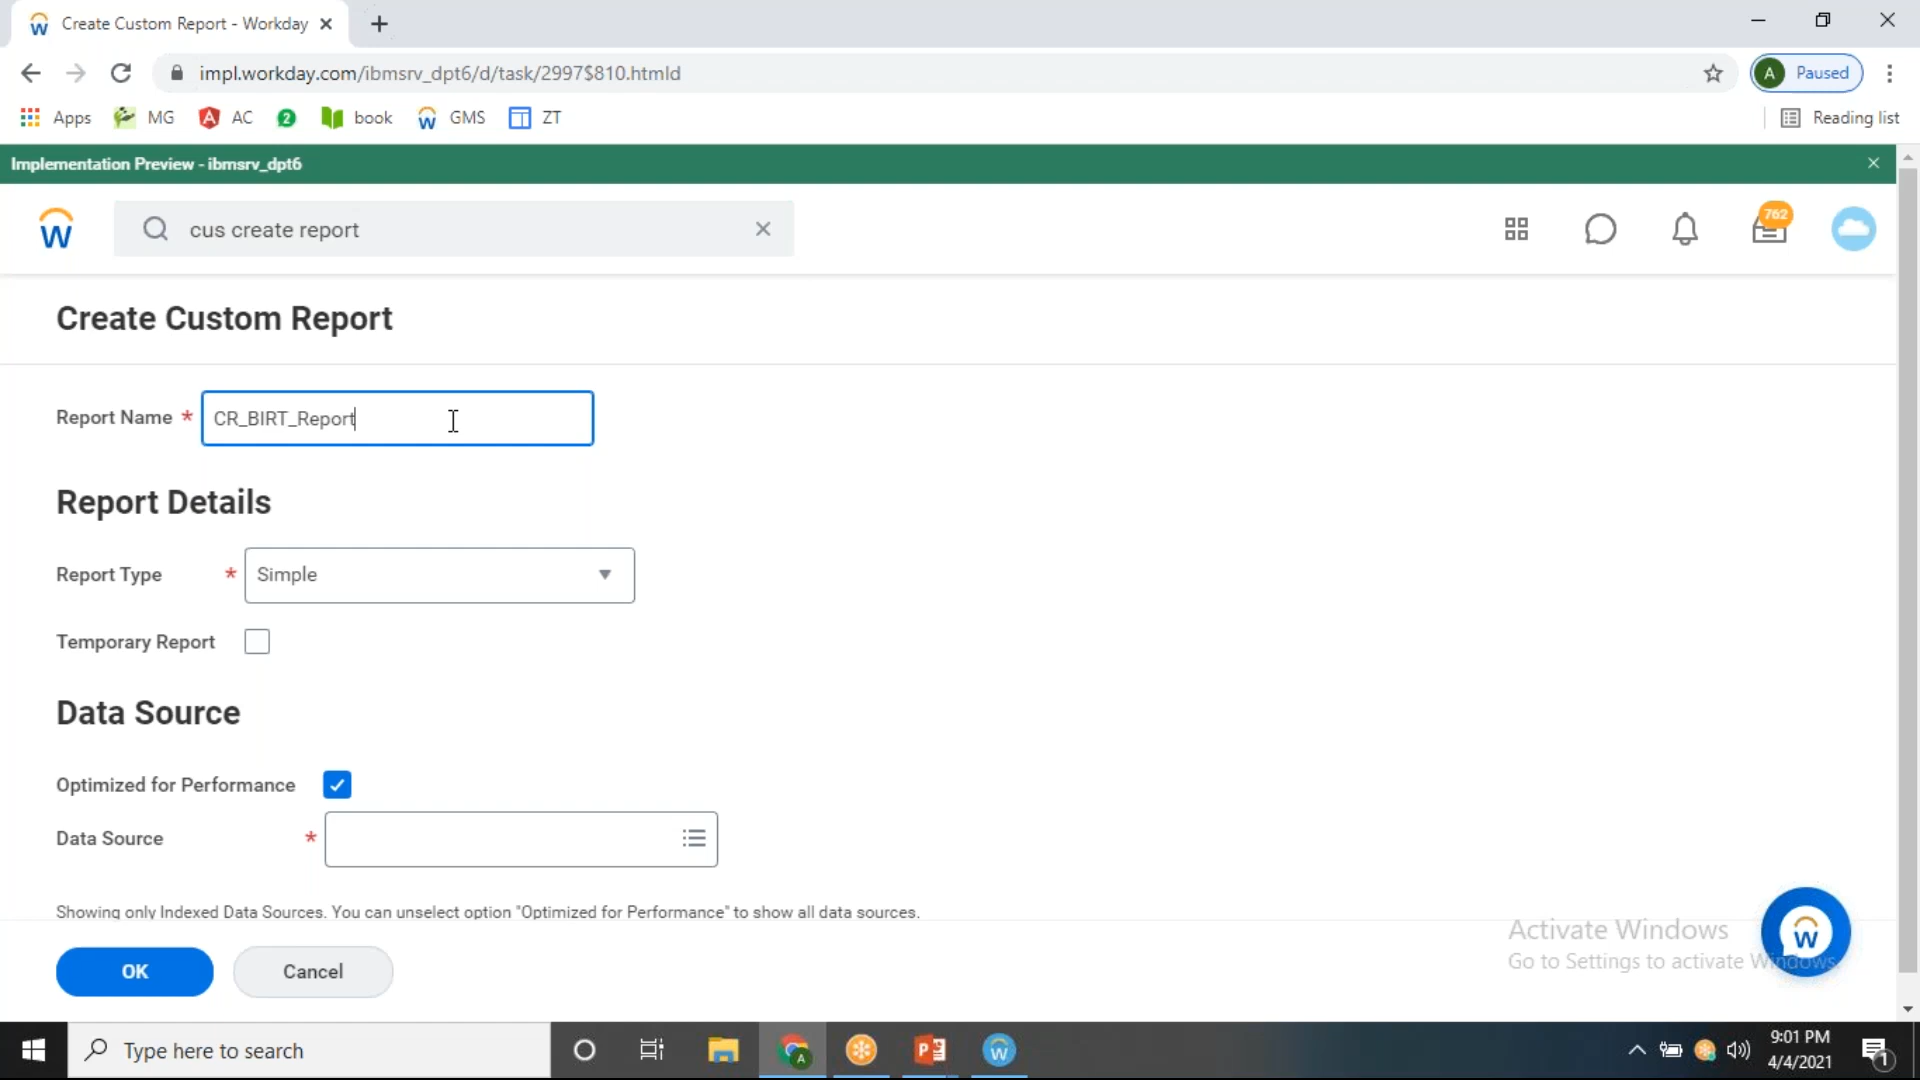 Create Custom Report - Workday
impl.workday.com/ibmsrv_dpt6/d/task/2997$810.htmld
A Paused
Apps MG AC 2 book GMS ZT Reading list
Implementation Preview - ibmsrv_dpt6
cus create report
762
Create Custom Report
Report Name * CR_BIRT_Report
Report Details
Report Type * Simple
Temporary Report
Data Source
Optimized for Performance
Data Source *
Showing only Indexed Data Sources. You can unselect option "Optimized for Performance" to show all data sources.
Activate Windows
Go to Settings to activate Windows.
OK Cancel
Type here to search
9:01 PM
4/4/2021
1